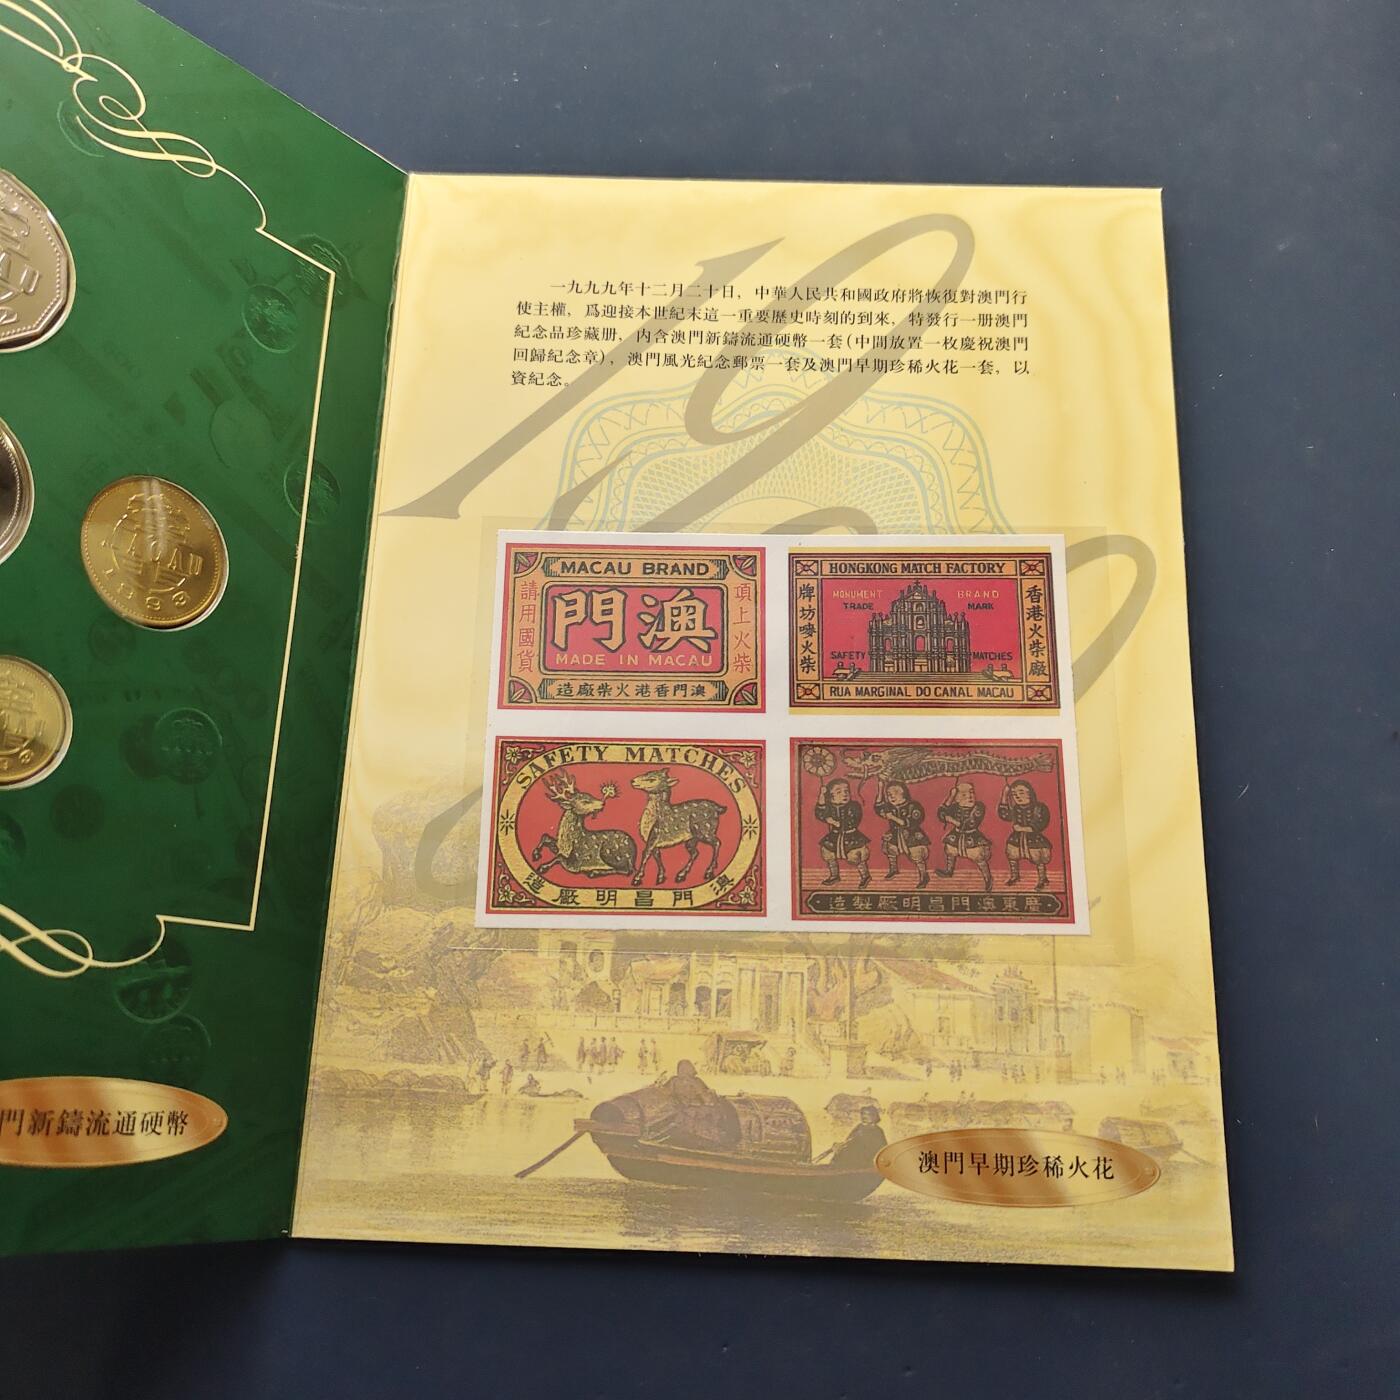 一九九九年十二月二十日，中華人民共和國政府將恢復對澳門行
使主權，爲迎接本世紀末這一重要歷史時刻的到來，特發行一册澳門
紀念品珍藏册，内含澳門新鑄流通硬幣一套(中間放置一枚慶祝澳門
回歸紀念章)，澳門風光紀念郵票一套及澳門早期珍稀火花一套，以
資紀念。
MACAU BRAND
請用國貨
門澳
頂上火柴
MADE IN MACAU
造廠柴火港香門澳
HONGKONG MATCH FACTORY
牌坊嘜火柴
MONUMENT BRAND
TRADE MARK
香港火柴廠
SAFETY MATCHES
RUA MARGINAL DO CANAL MACAU
SAFETY MATCHES
造廠明昌門澳
造製廠明昌門澳東廣
澳門早期珍稀火花
門新鑄流通硬幣
MACAU
1993